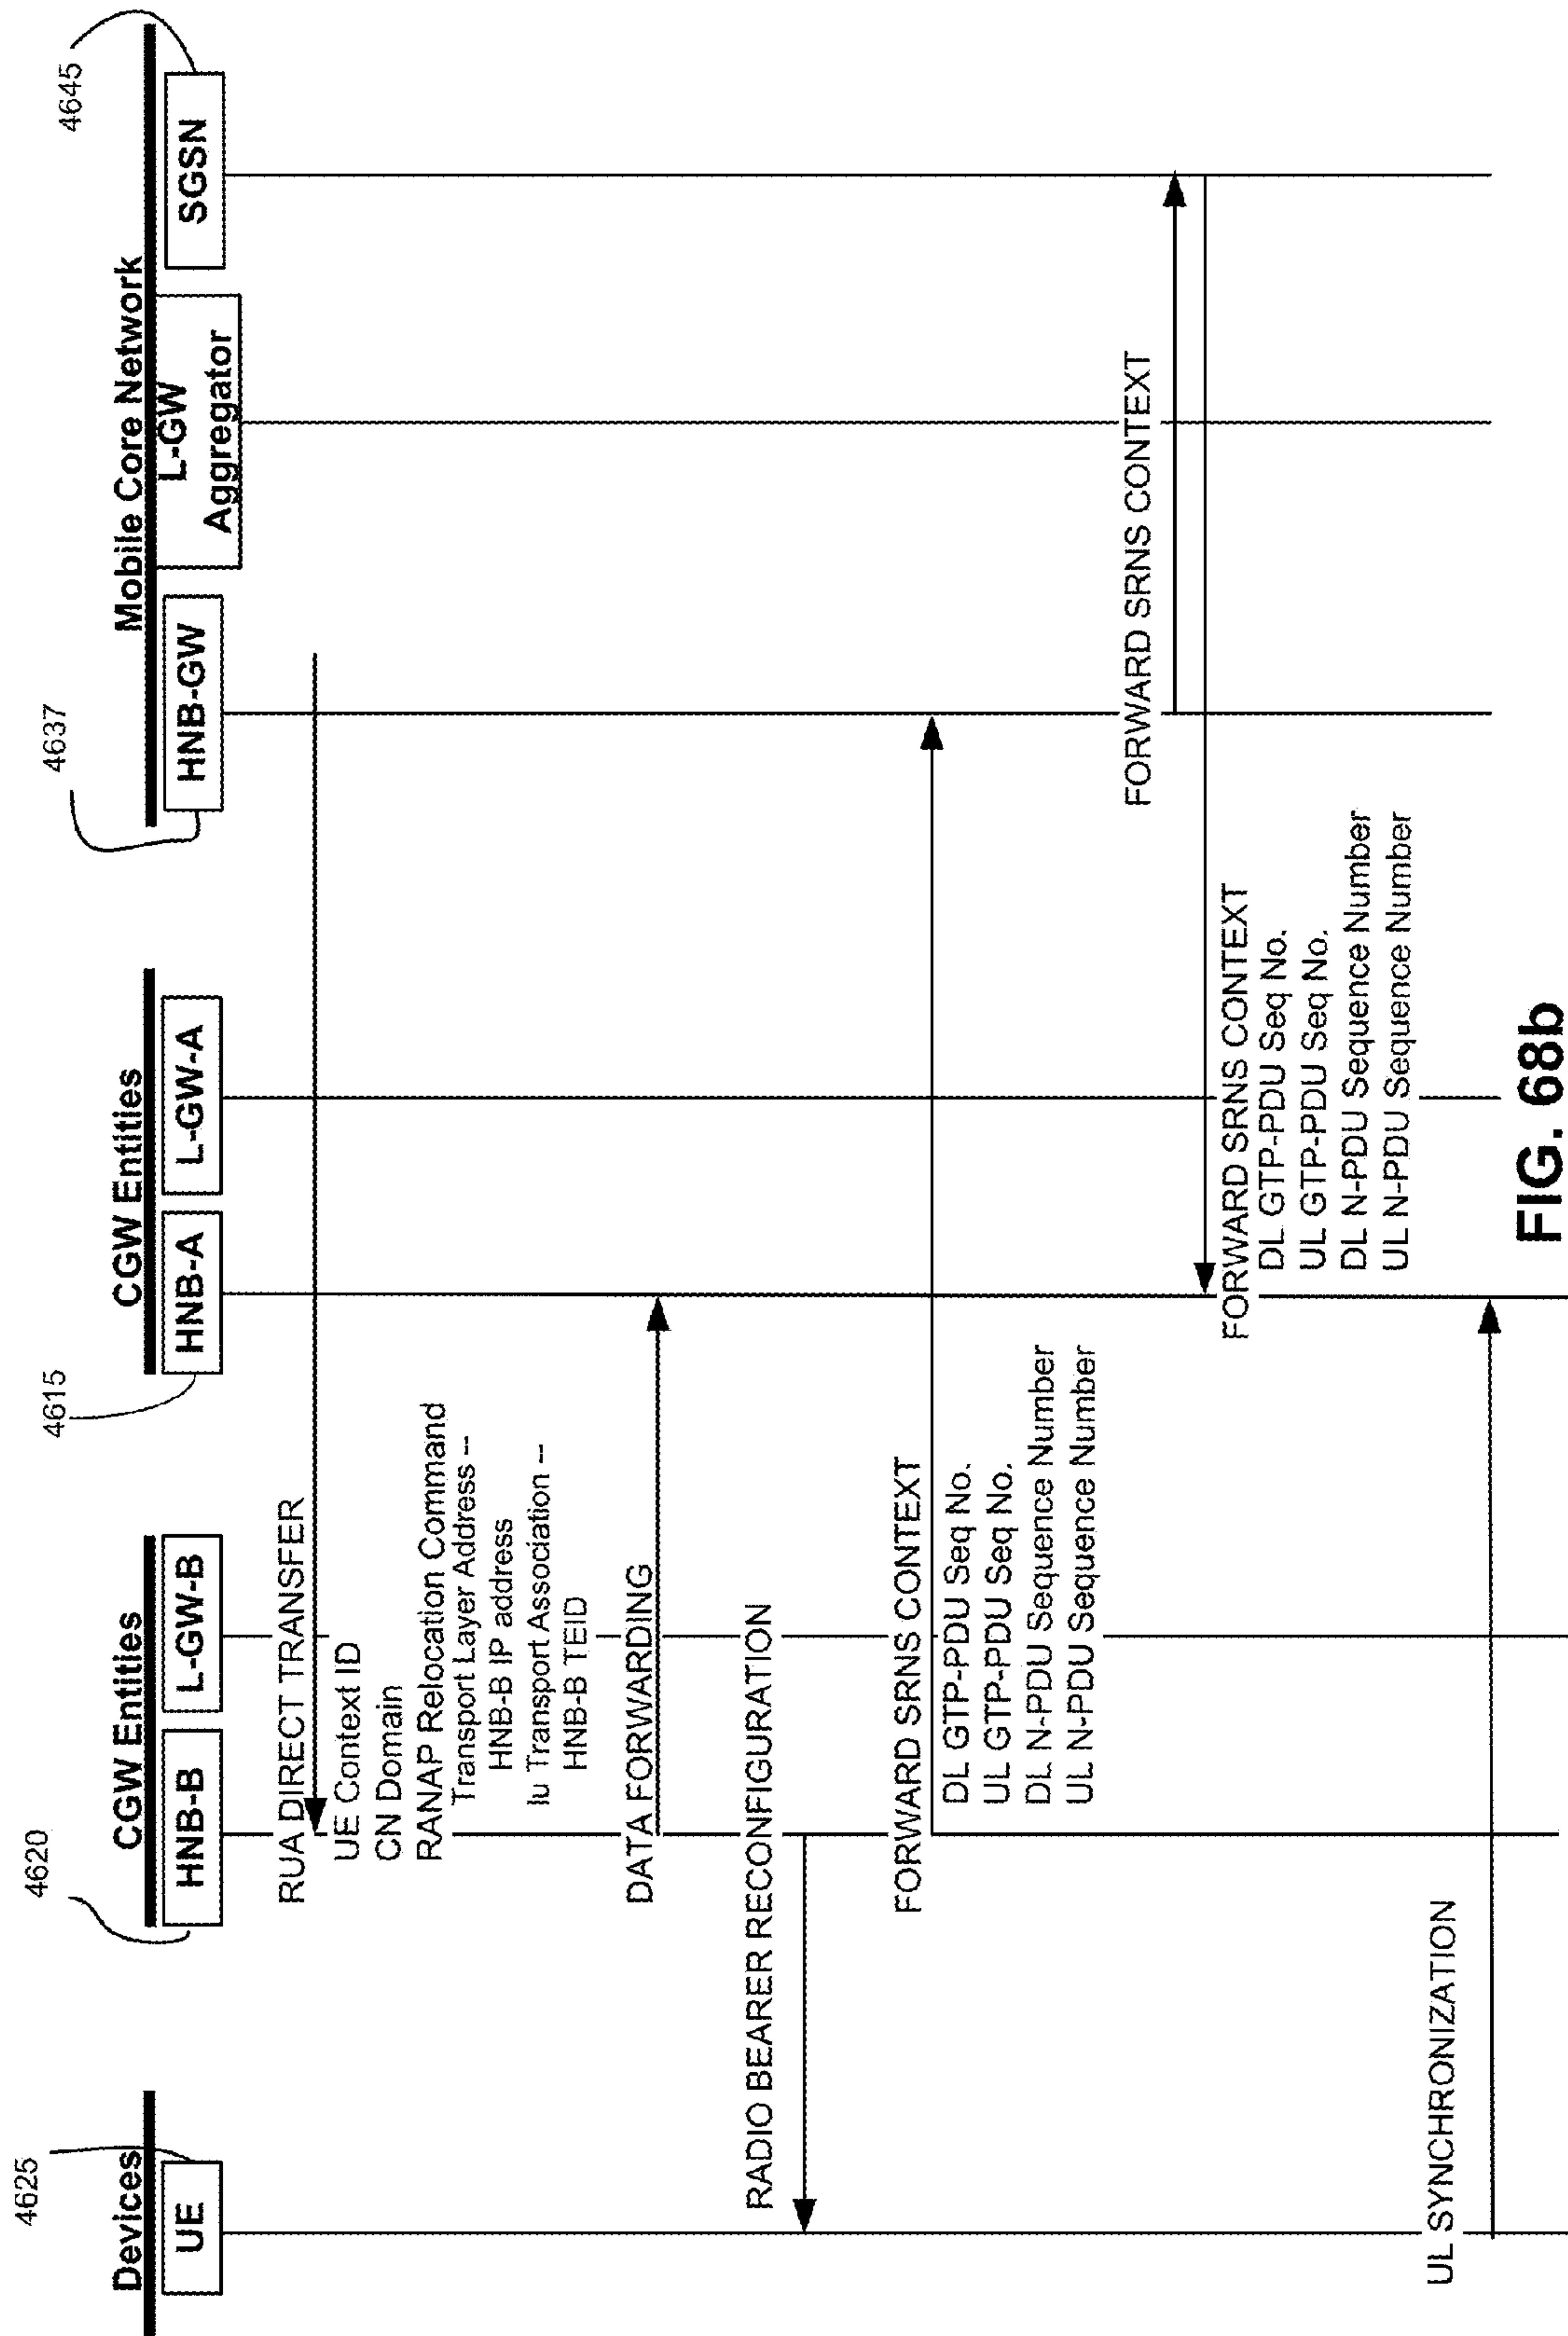 4625
4620
4615
4637
4645
Devices
CGW Entities
CGW Entities
Mobile Core Network
UE
HNB-B
L-GW-B
HNB-A
L-GW-A
HNB-GW
L-GW
Aggregator
SGSN
RUA DIRECT TRANSFER
UE Context ID
CN Domain
RANAP Relocation Command
Transport Layer Address --
HNB-B IP address
Iu Transport Association --
HNB-B TEID
DATA FORWARDING
RADIO BEARER RECONFIGURATION
FORWARD SRNS CONTEXT
DL GTP-PDU Seq No.
UL GTP-PDU Seq No.
DL N-PDU Sequence Number
UL N-PDU Sequence Number
FORWARD SRNS CONTEXT
FORWARD SRNS CONTEXT
DL GTP-PDU Seq No.
UL GTP-PDU Seq No.
DL N-PDU Sequence Number
UL N-PDU Sequence Number
UL SYNCHRONIZATION
FIG. 68b